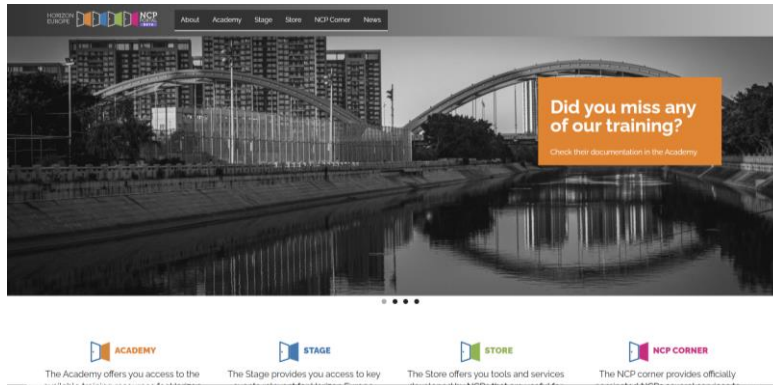 HORIZON
EUROPE
NCP
PORTAL
BETA
About Academy Stage Store NCP Corner News
Did you miss any
of our training?
Check their documentation in the Academy
ACADEMY STAGE STORE NCP CORNER
The Academy offers you access to the The Stage provides you access to key The Store offers you tools and services The NCP corner provides officially